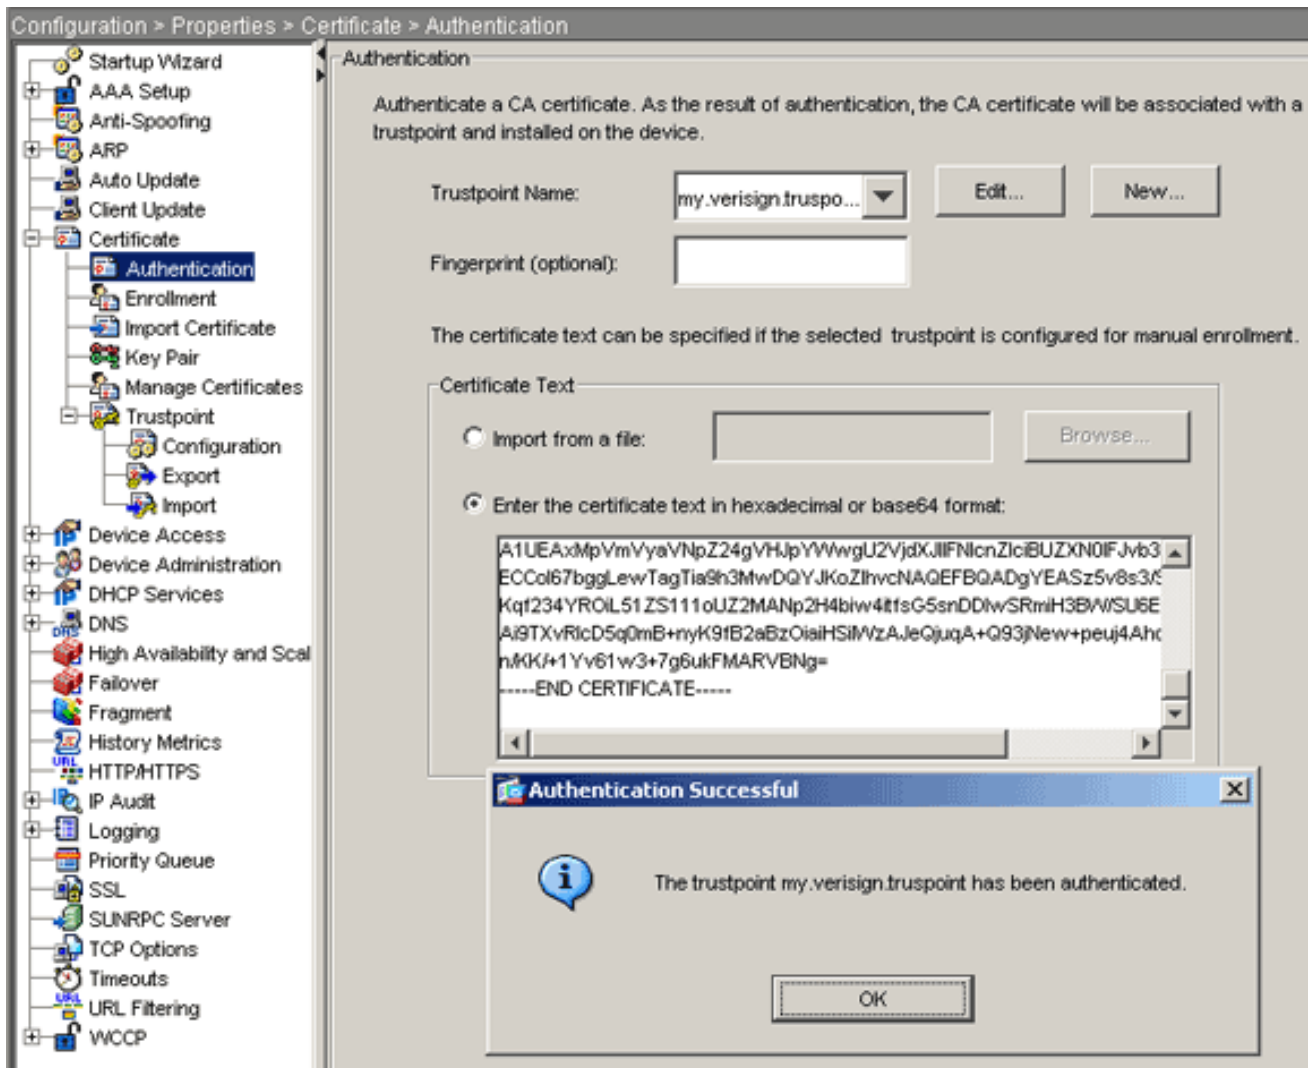 Configuration > Properties > Certificate > Authentication
Startup Wizard
AAA Setup
Anti-Spoofing
ARP
Auto Update
Client Update
Certificate
Authentication
Enrollment
Import Certificate
Key Pair
Manage Certificates
Trustpoint
Configuration
Export
Import
Device Access
Device Administration
DHCP Services
DNS
High Availability and Scal
Failover
Fragment
History Metrics
HTTP/HTTPS
IP Audit
Logging
Priority Queue
SSL
SUNRPC Server
TCP Options
Timeouts
URL Filtering
WCCP
Authentication
Authenticate a CA certificate. As the result of authentication, the CA certificate will be associated with a
trustpoint and installed on the device.
Trustpoint Name:
my.verisign.truspo...
Edit...
New...
Fingerprint (optional):
The certificate text can be specified if the selected trustpoint is configured for manual enrollment.
Certificate Text
Import from a file:
Browse...
Enter the certificate text in hexadecimal or base64 format:
n/KK/+1Yv61w3+7g6ukFMARVBNg=
-----END CERTIFICATE-----
Authentication Successful
The trustpoint my.verisign.truspoint has been authenticated.
OK